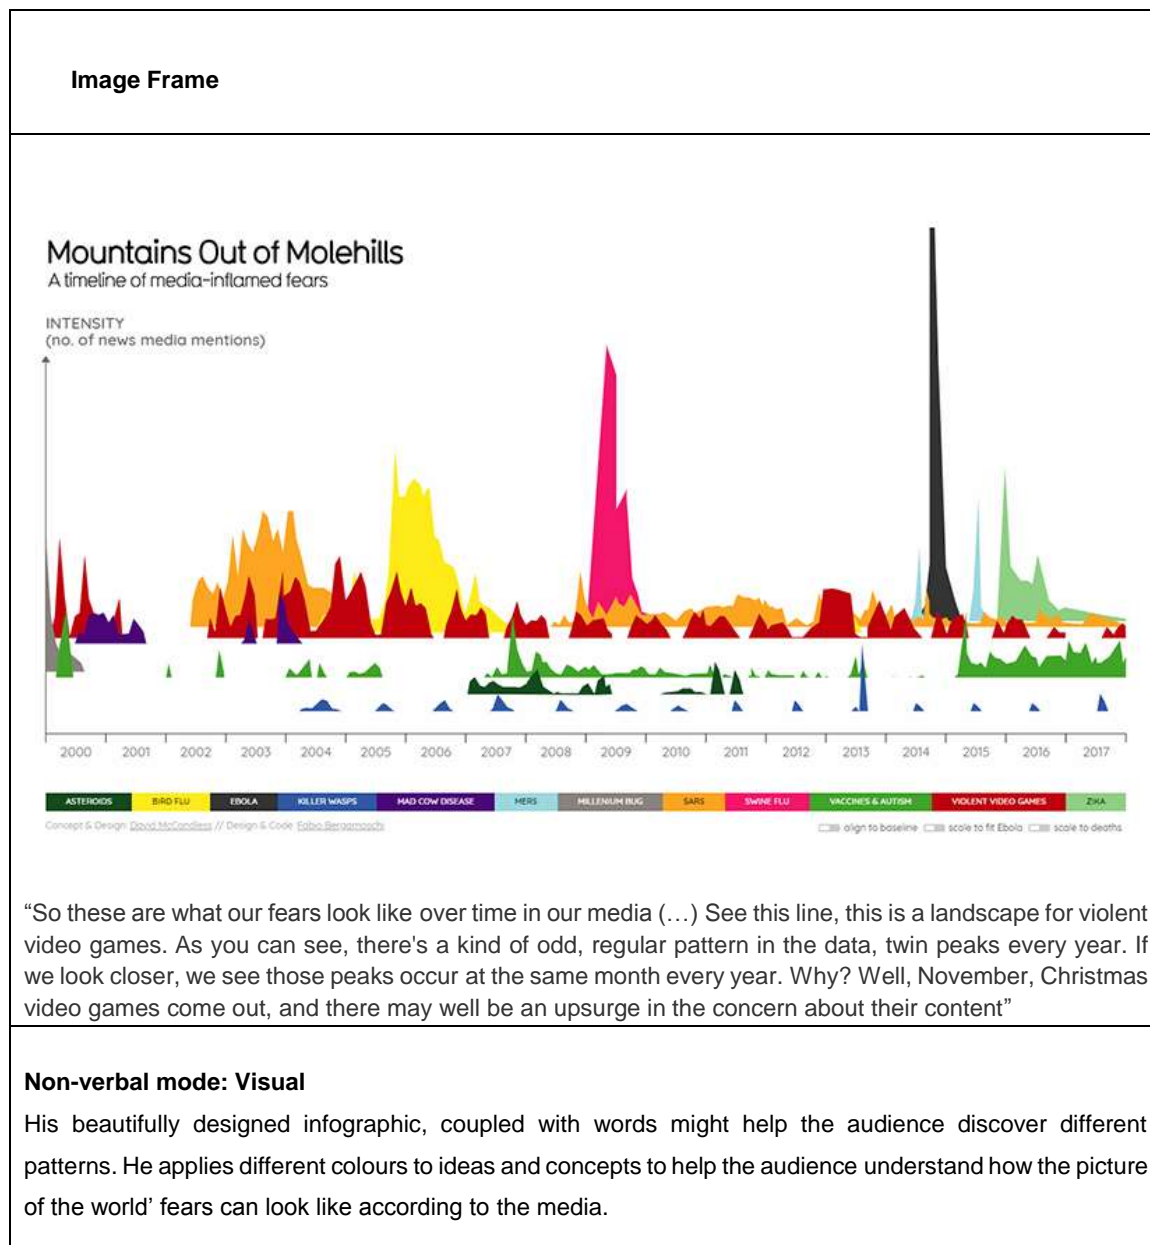 Image Frame
Mountains Out of Molehills
A timeline of media-inflamed fears
INTENSITY
(no. of news media mentions)
2000 2001 2002 2003 2004 2005 2006 2007 2008 2009 2010 2011 2012 2013 2014 2015 2016 2017
ASTEROIDS BIRD FLU EBOLA KILLER WASPS MAD COW DISEASE MERS MILLENIUM BUG SARS SWINE FLU VACCINES & AUTISM VIOLENT VIDEO GAMES ZIKA
Concept & Design: David McCandless // Design & Code: Fabio Bergamaschi align to baseline scale to fit Ebola scale to deaths
“So these are what our fears look like over time in our media (…) See this line, this is a landscape for violent
video games. As you can see, there's a kind of odd, regular pattern in the data, twin peaks every year. If
we look closer, we see those peaks occur at the same month every year. Why? Well, November, Christmas
video games come out, and there may well be an upsurge in the concern about their content”
Non-verbal mode: Visual
His beautifully designed infographic, coupled with words might help the audience discover different
patterns. He applies different colours to ideas and concepts to help the audience understand how the picture
of the world’ fears can look like according to the media.